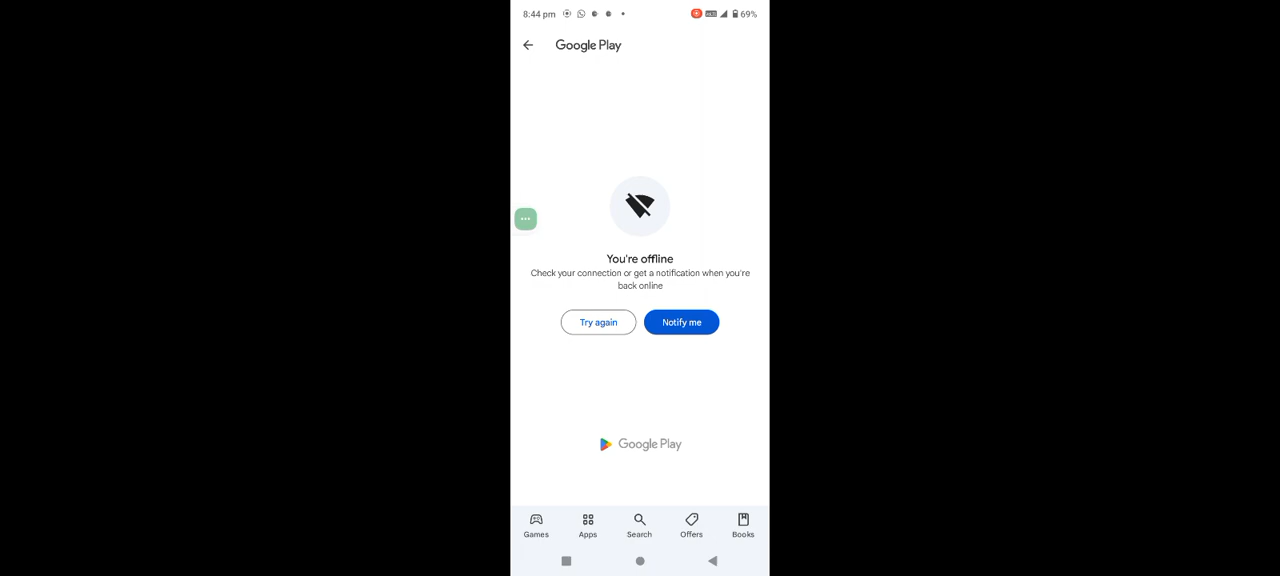 8:44 pm 69%
Google Play
You're offline
Check your connection or get a notification when you're
back online
Try again Notify me
Google Play
Games Apps Search Offers Books